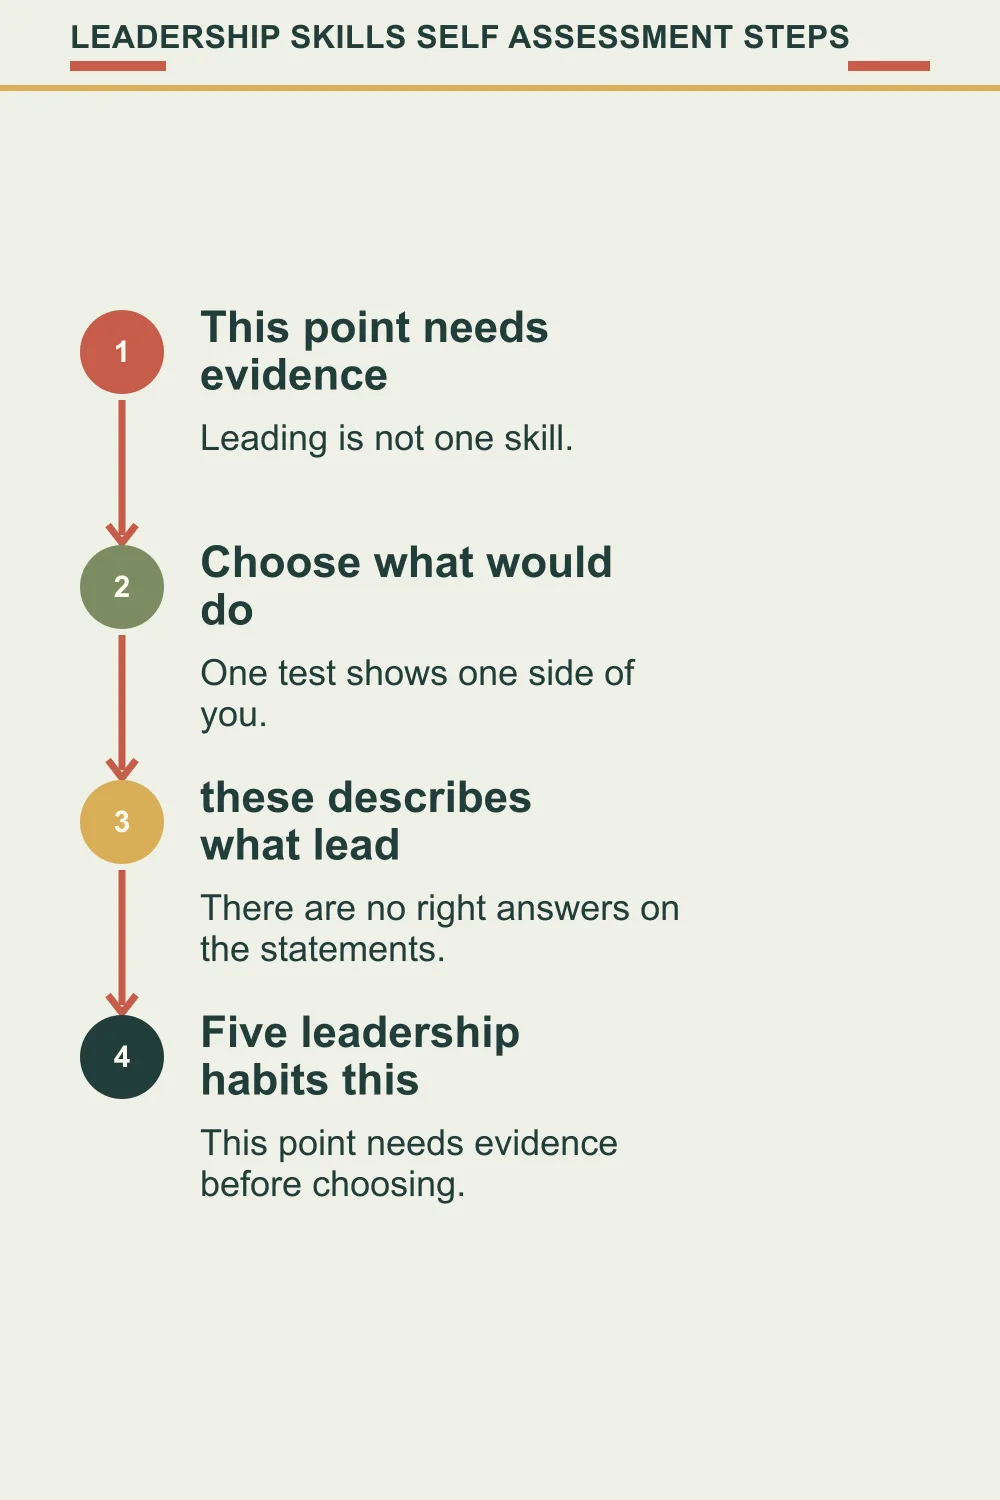 LEADERSHIP SKILLS SELF ASSESSMENT STEPS
1
This point needs
evidence
Leading is not one skill.
2
Choose what would
do
One test shows one side of
you.
3
these describes
what lead
There are no right answers on
the statements.
4
Five leadership
habits this
This point needs evidence
before choosing.